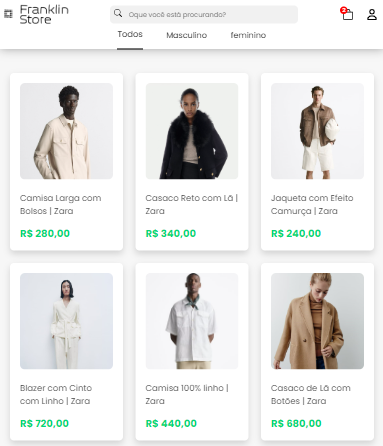 Franklin
Store
Oque você está procurando?
2
Todos
Masculino
feminino
Camisa Larga com
Bolsos | Zara
R$ 280,00
Casaco Reto com Lã |
Zara
R$ 340,00
Jaqueta com Efeito
Camurça | Zara
R$ 240,00
Blazer com Cinto
com Linho | Zara
R$ 720,00
Camisa 100% linho |
Zara
R$ 440,00
Casaco de Lã com
Botões | Zara
R$ 680,00